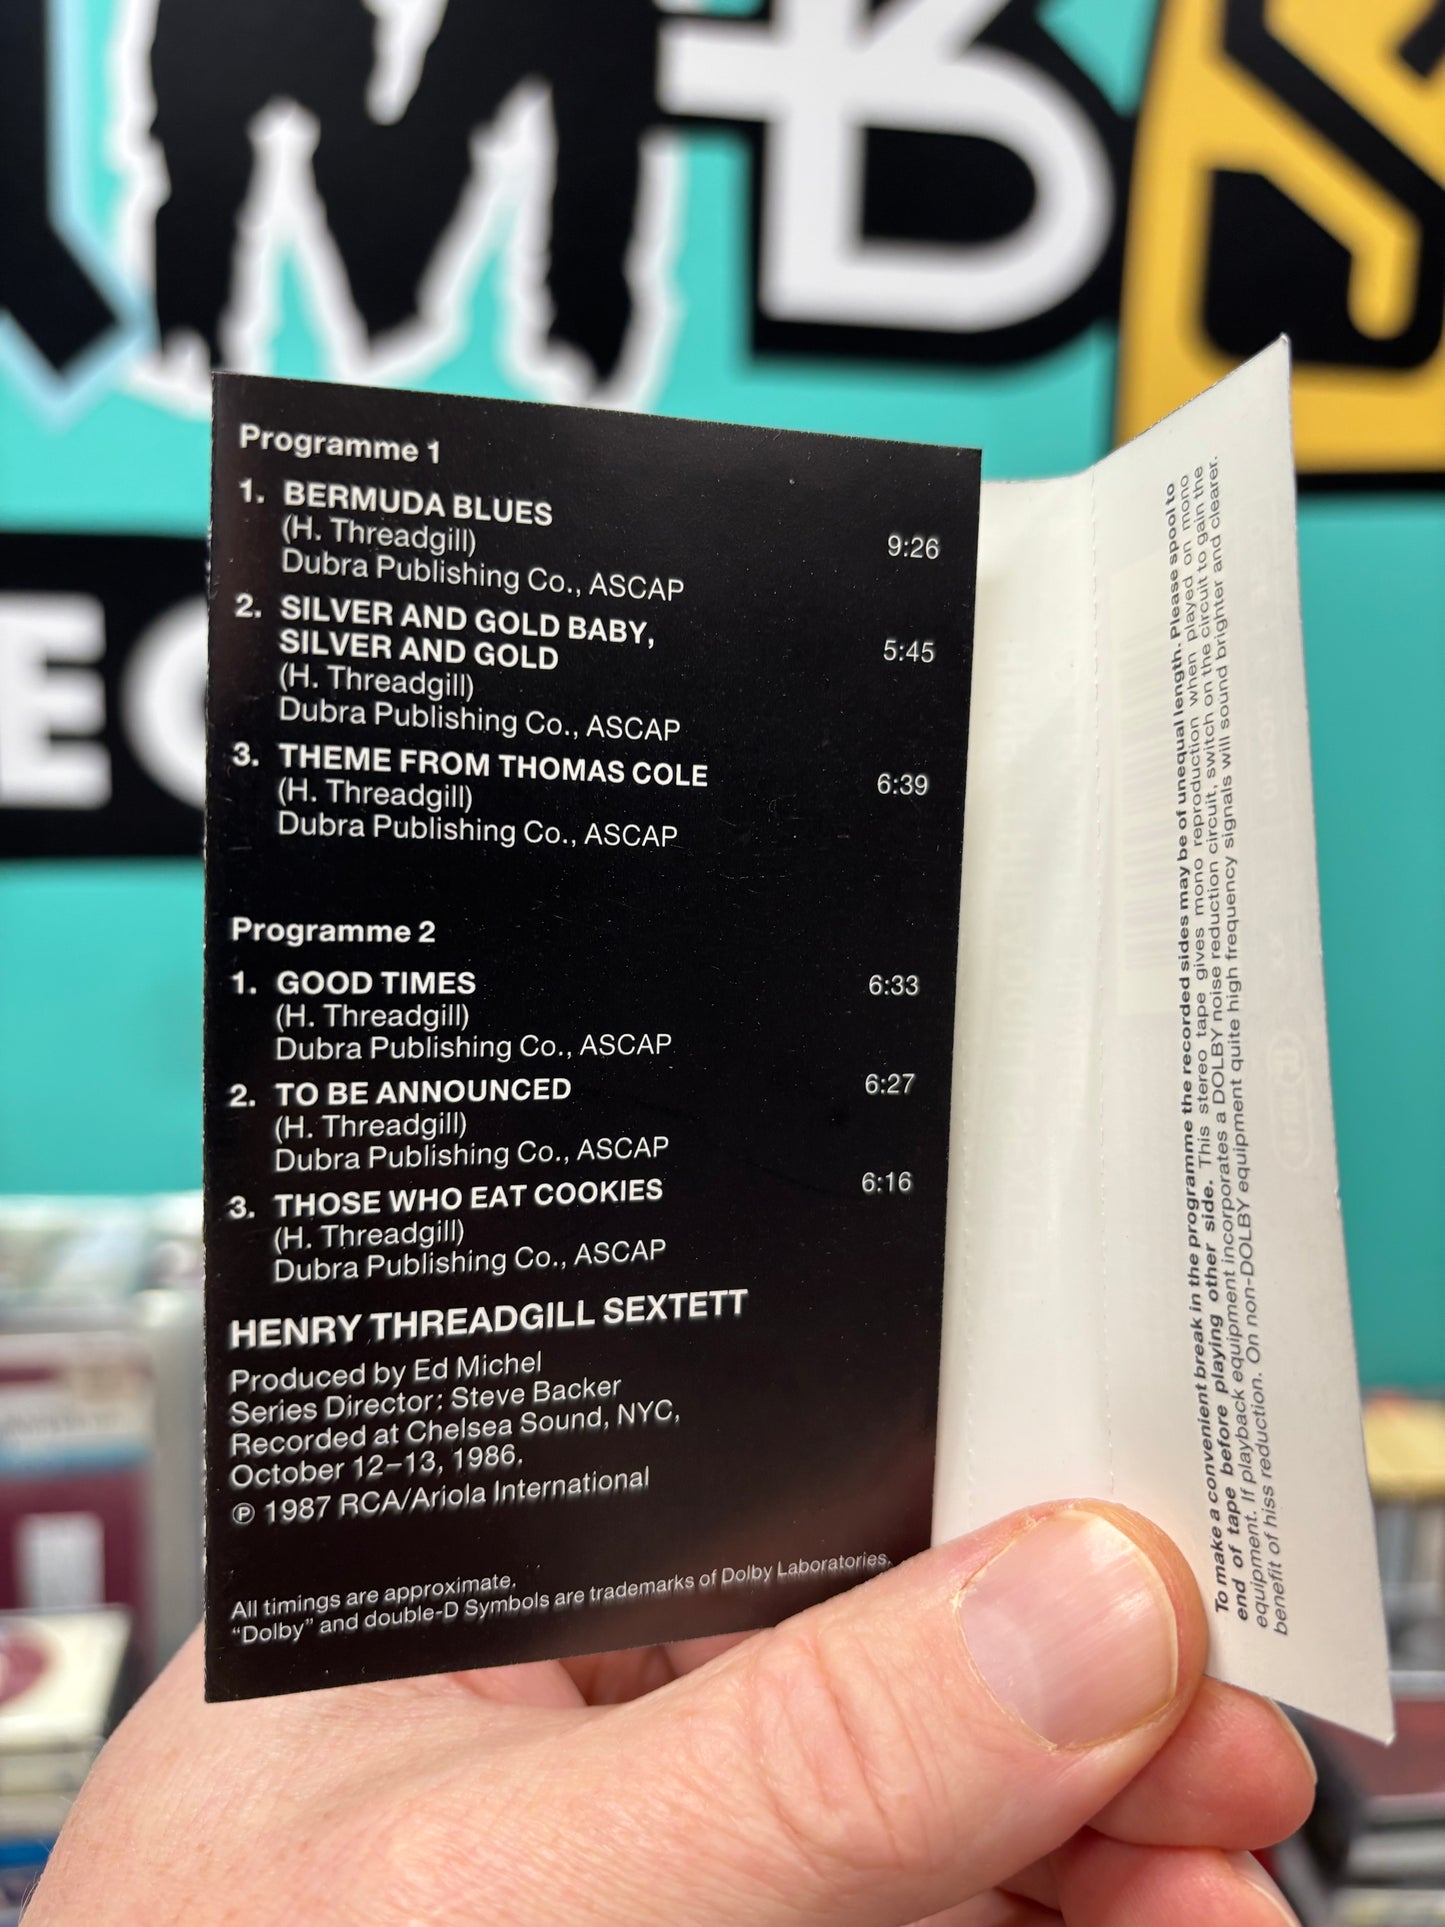 Programme 1
1. BERMUDA BLUES 9:26
(H. Threadgill)
Dubra Publishing Co., ASCAP
2. SILVER AND GOLD BABY,
SILVER AND GOLD 5:45
(H. Threadgill)
Dubra Publishing Co., ASCAP
3. THEME FROM THOMAS COLE 6:39
(H. Threadgill)
Dubra Publishing Co., ASCAP
Programme 2
1. GOOD TIMES 6:33
(H. Threadgill)
Dubra Publishing Co., ASCAP
2. TO BE ANNOUNCED 6:27
(H. Threadgill)
Dubra Publishing Co., ASCAP
3. THOSE WHO EAT COOKIES 6:16
(H. Threadgill)
Dubra Publishing Co., ASCAP
HENRY THREADGILL SEXTETT
Produced by Ed Michel
Series Director: Steve Backer
Recorded at Chelsea Sound, NYC,
October 12–13, 1986.
℗ 1987 RCA/Ariola International
All timings are approximate.
“Dolby” and double-D Symbols are trademarks of Dolby Laboratories.
To make a convenient break in the programme the recorded sides may be of unequal length. Please spool to
end of tape before playing other side. This stereo tape gives mono reproduction when played on mono
equipment. If playback equipment incorporates a DOLBY noise reduction circuit, switch on the circuit to gain the
benefit of hiss reduction. On non-DOLBY equipment quite high frequency signals will sound brighter and clearer.